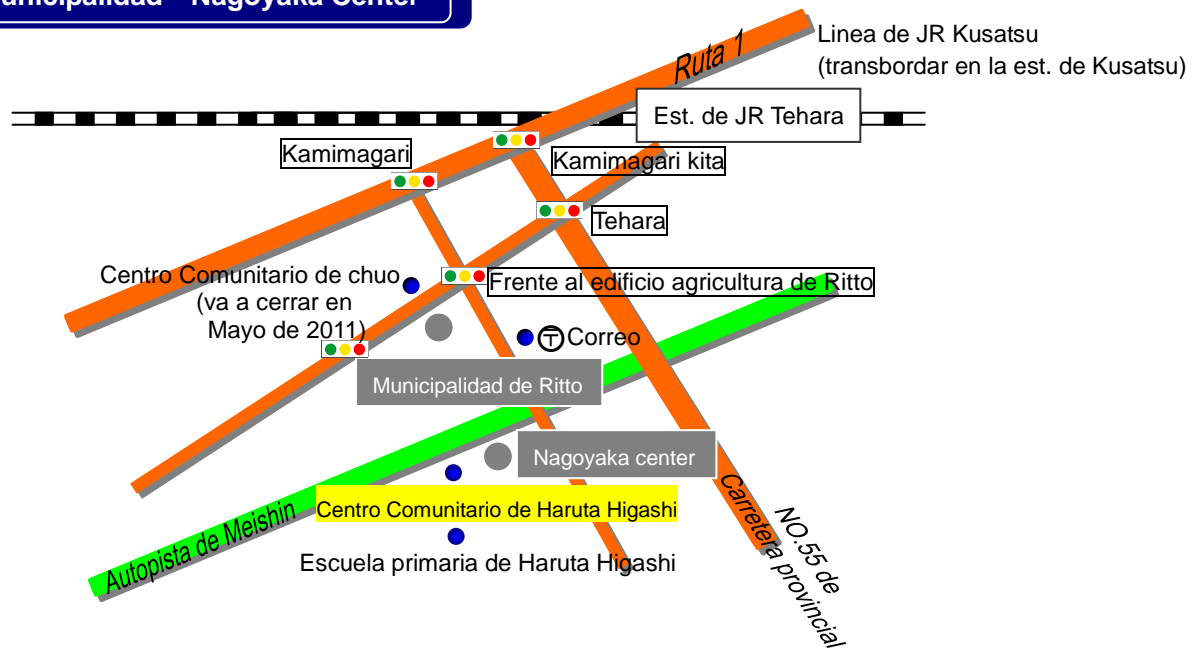 Nagoyaka Center
Ruta 1
Linea de JR Kusatsu
(transbordar en la est. de Kusatsu)
Est. de JR Tehara
Kamimagari
Kamimagari kita
Tehara
Centro Comunitario de chuo
(va a cerrar en
Mayo de 2011)
Frente al edificio agricultura de Ritto
〒 Correo
Municipalidad de Ritto
Nagoyaka center
Centro Comunitario de Haruta Higashi
Escuela primaria de Haruta Higashi
Autopista de Meishin
NO.55 de
Carretera provincial